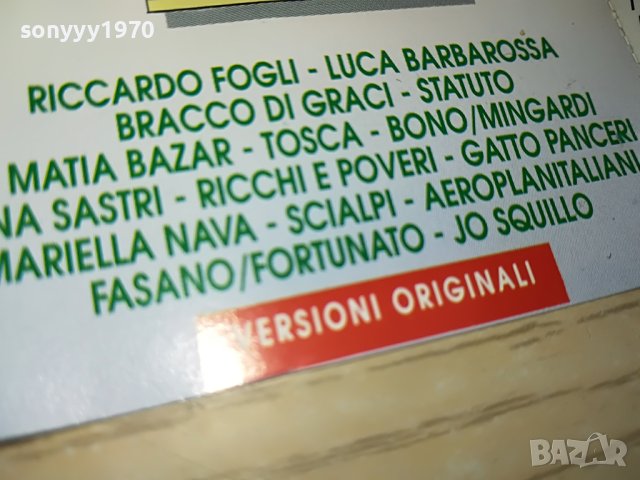 sonyyy1970
RICCARDO FOGLI - LUCA BARBAROSSA
BRACCO DI GRACI - STATUTO
MATIA BAZAR - TOSCA - BONO/MINGARDI
NA SASTRI - RICCHI E POVERI - GATTO PANCERI
MARIELLA NAVA - SCIALPI - AEROPLANITALIANI
FASANO/FORTUNATO - JO SQUILLO
VERSIONI ORIGINALI
BAZAR